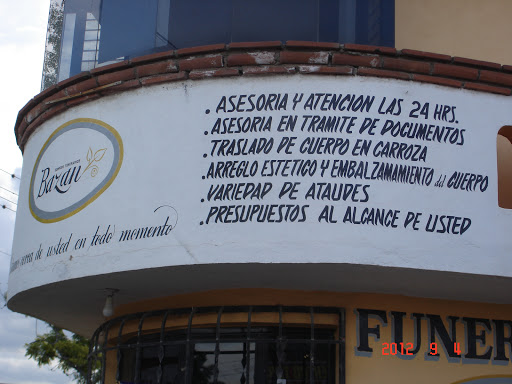 . ASESORIA Y ATENCION LAS 24 HRS.
. ASESORIA EN TRAMITE DE DOCUMENTOS
. TRASLADO DE CUERPO EN CARROZA
. ARREGLO ESTETICO Y EMBALZAMAMIENTO del CUERPO
. VARIEDAD DE ATAUDES
. PRESUPUESTOS AL ALCANCE DE USTED
Bazan
cerca de usted en todo momento
FUNER
2012 9 4